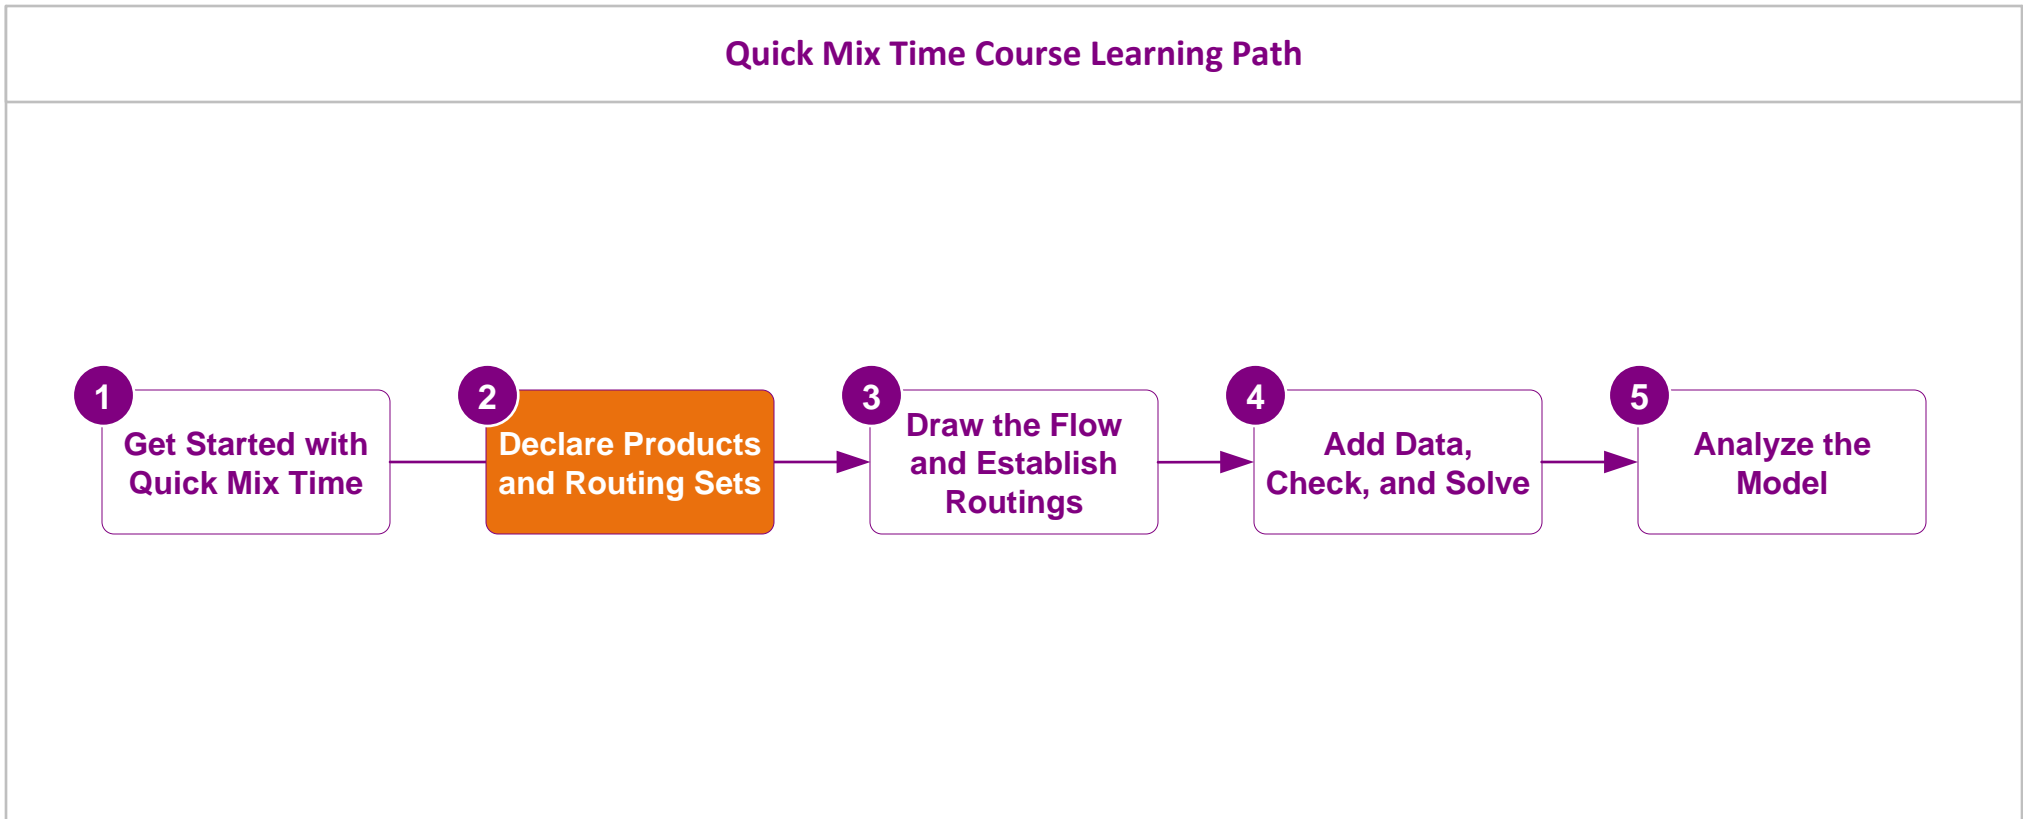 Quick Mix Time Course Learning Path
1
Get Started with
Quick Mix Time
2
Declare Products
and Routing Sets
3
Draw the Flow
and Establish
Routings
4
Add Data,
Check, and Solve
5
Analyze the
Model